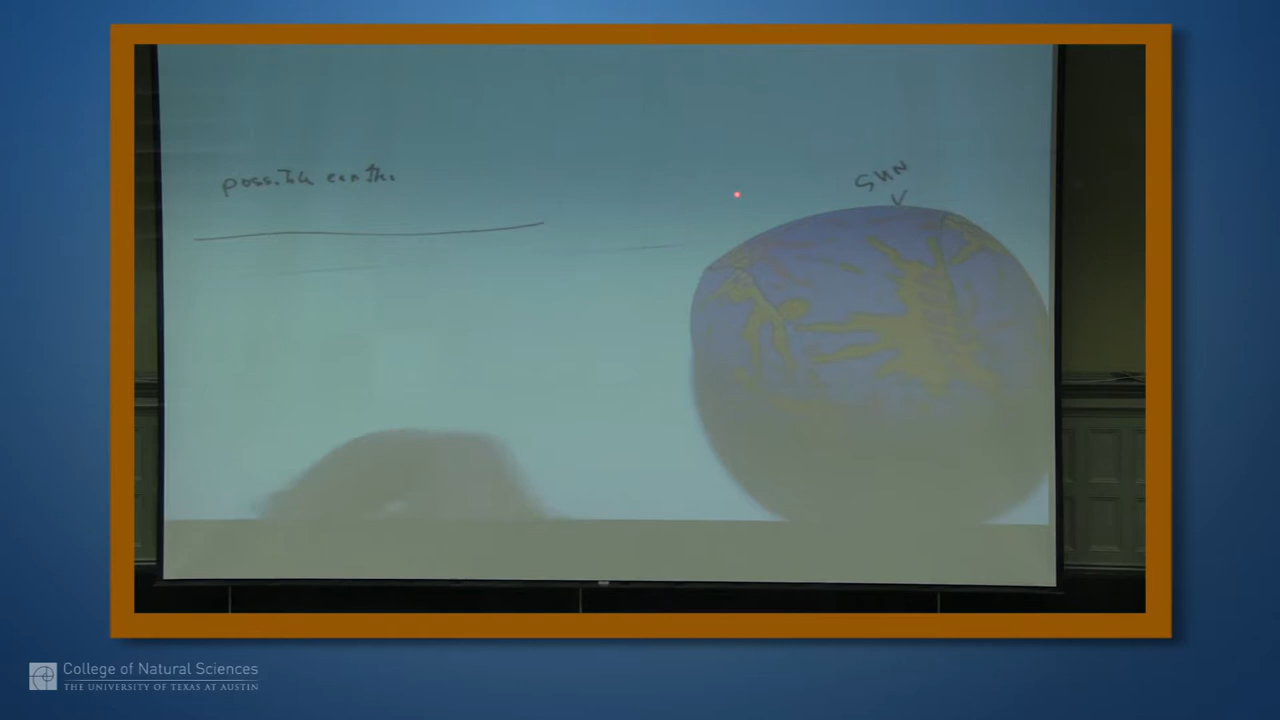 possible earths
SUN
College of Natural Sciences
THE UNIVERSITY OF TEXAS AT AUSTIN